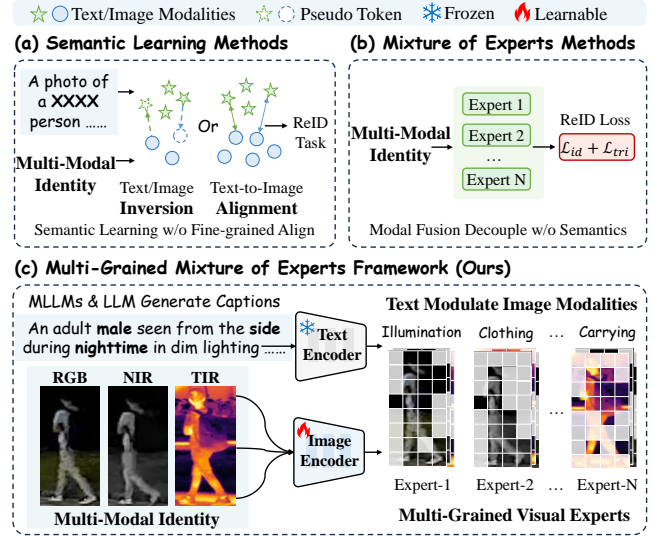 Text/Image Modalities Pseudo Token Frozen Learnable
(a) Semantic Learning Methods
A photo of
a XXXX
person ......
Multi-Modal
Identity
Or
ReID
Task
Text/Image
Inversion
Text-to-Image
Alignment
Semantic Learning w/o Fine-grained Align
(b) Mixture of Experts Methods
Multi-Modal
Identity
Expert 1
Expert 2
...
Expert N
ReID Loss
ℒid + ℒtri
Modal Fusion Decouple w/o Semantics
(c) Multi-Grained Mixture of Experts Framework (Ours)
MLLMs & LLM Generate Captions
An adult male seen from the side
during nighttime in dim lighting ......
RGB NIR TIR
Multi-Modal Identity
Text
Encoder
Image
Encoder
Text Modulate Image Modalities
Illumination Clothing ... Carrying
...
Expert-1 Expert-2 ... Expert-N
Multi-Grained Visual Experts